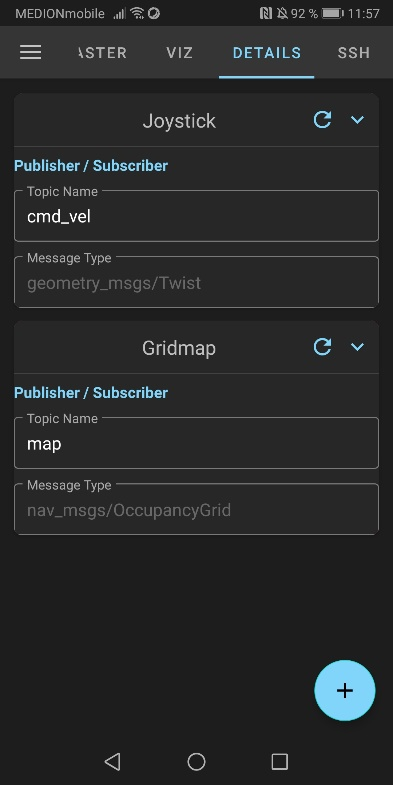 MEDIONmobile 92 % 11:57
ASTER VIZ DETAILS SSH
Joystick
Publisher / Subscriber
Topic Name
cmd_vel
Message Type
geometry_msgs/Twist
Gridmap
Publisher / Subscriber
Topic Name
map
Message Type
nav_msgs/OccupancyGrid
+